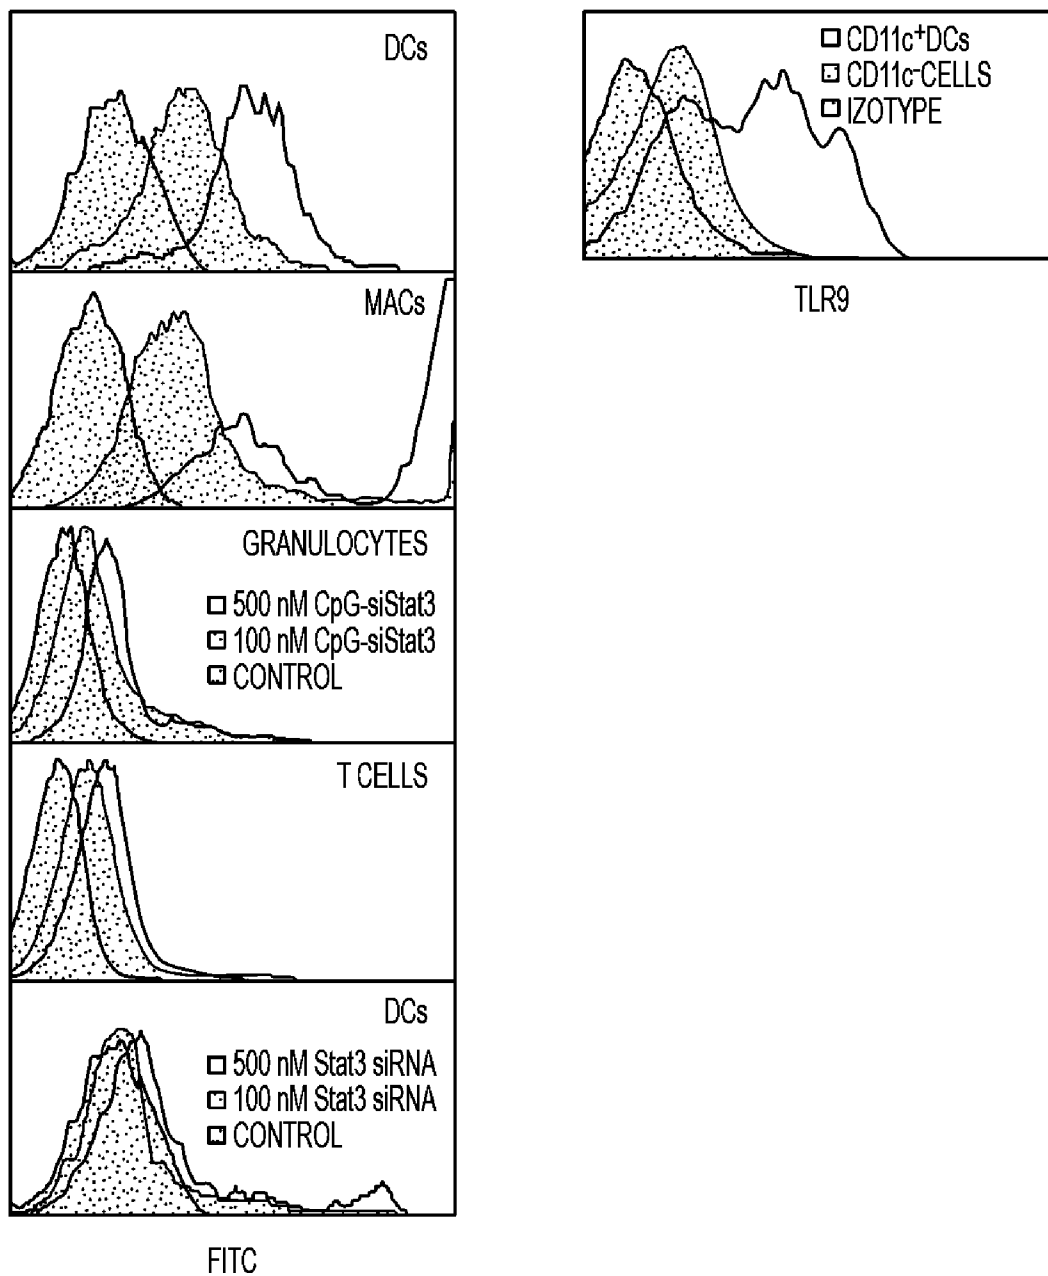 DCs
MACs
GRANULOCYTES
500 nM CpG-siStat3
100 nM CpG-siStat3
CONTROL
T CELLS
DCs
500 nM Stat3 siRNA
100 nM Stat3 siRNA
CONTROL
FITC
CD11c⁺DCs
CD11c⁻CELLS
IZOTYPE
TLR9